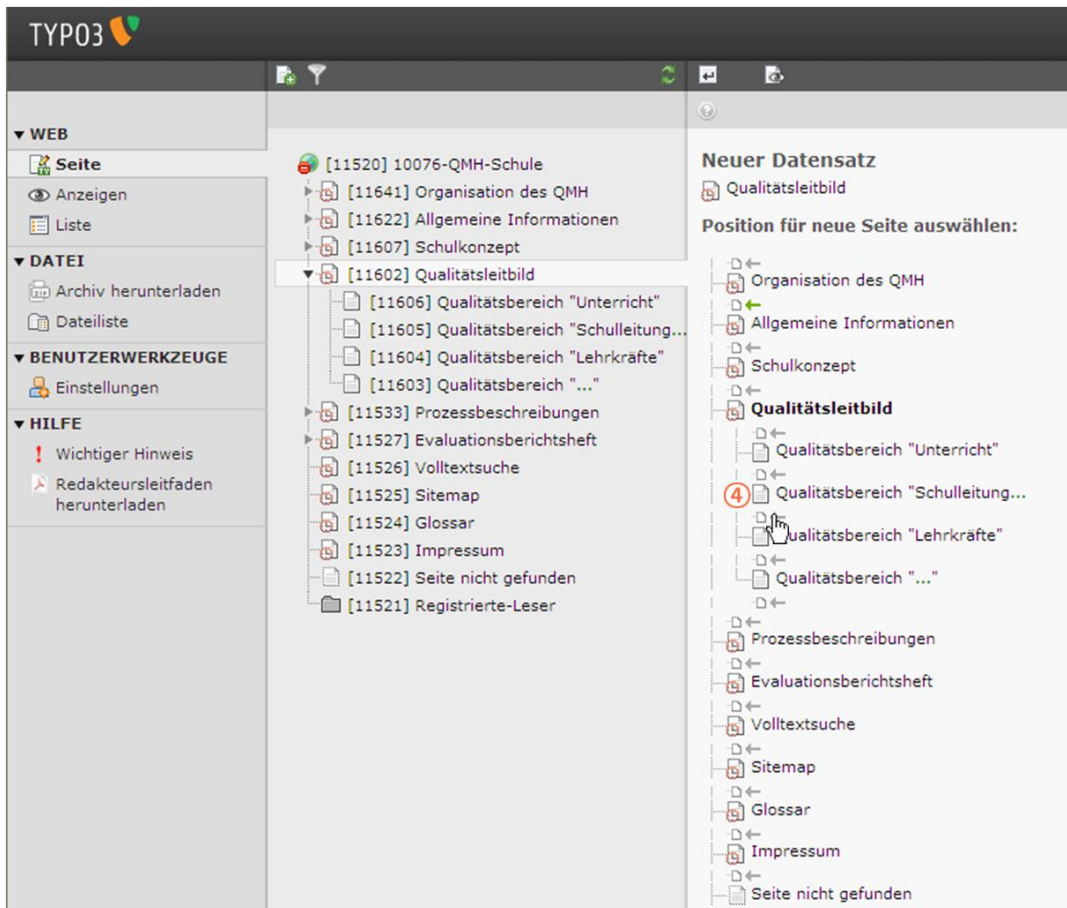 TYPO3
WEB
Seite
Anzeigen
Liste
DATEI
Archiv herunterladen
Dateiliste
BENUTZERWERKZEUGE
Einstellungen
HILFE
Wichtiger Hinweis
Redakteursleitfaden
herunterladen
[11520] 10076-QMH-Schule
[11641] Organisation des QMH
[11622] Allgemeine Informationen
[11607] Schulkonzept
[11602] Qualitätsleitbild
[11606] Qualitätsbereich "Unterricht"
[11605] Qualitätsbereich "Schulleitung...
[11604] Qualitätsbereich "Lehrkräfte"
[11603] Qualitätsbereich "..."
[11533] Prozessbeschreibungen
[11527] Evaluationsberichtsheft
[11526] Volltextsuche
[11525] Sitemap
[11524] Glossar
[11523] Impressum
[11522] Seite nicht gefunden
[11521] Registrierte-Leser
Neuer Datensatz
Qualitätsleitbild
Position für neue Seite auswählen:
Organisation des QMH
Allgemeine Informationen
Schulkonzept
Qualitätsleitbild
Qualitätsbereich "Unterricht"
4 Qualitätsbereich "Schulleitung...
Qualitätsbereich "Lehrkräfte"
Qualitätsbereich "..."
Prozessbeschreibungen
Evaluationsberichtsheft
Volltextsuche
Sitemap
Glossar
Impressum
Seite nicht gefunden